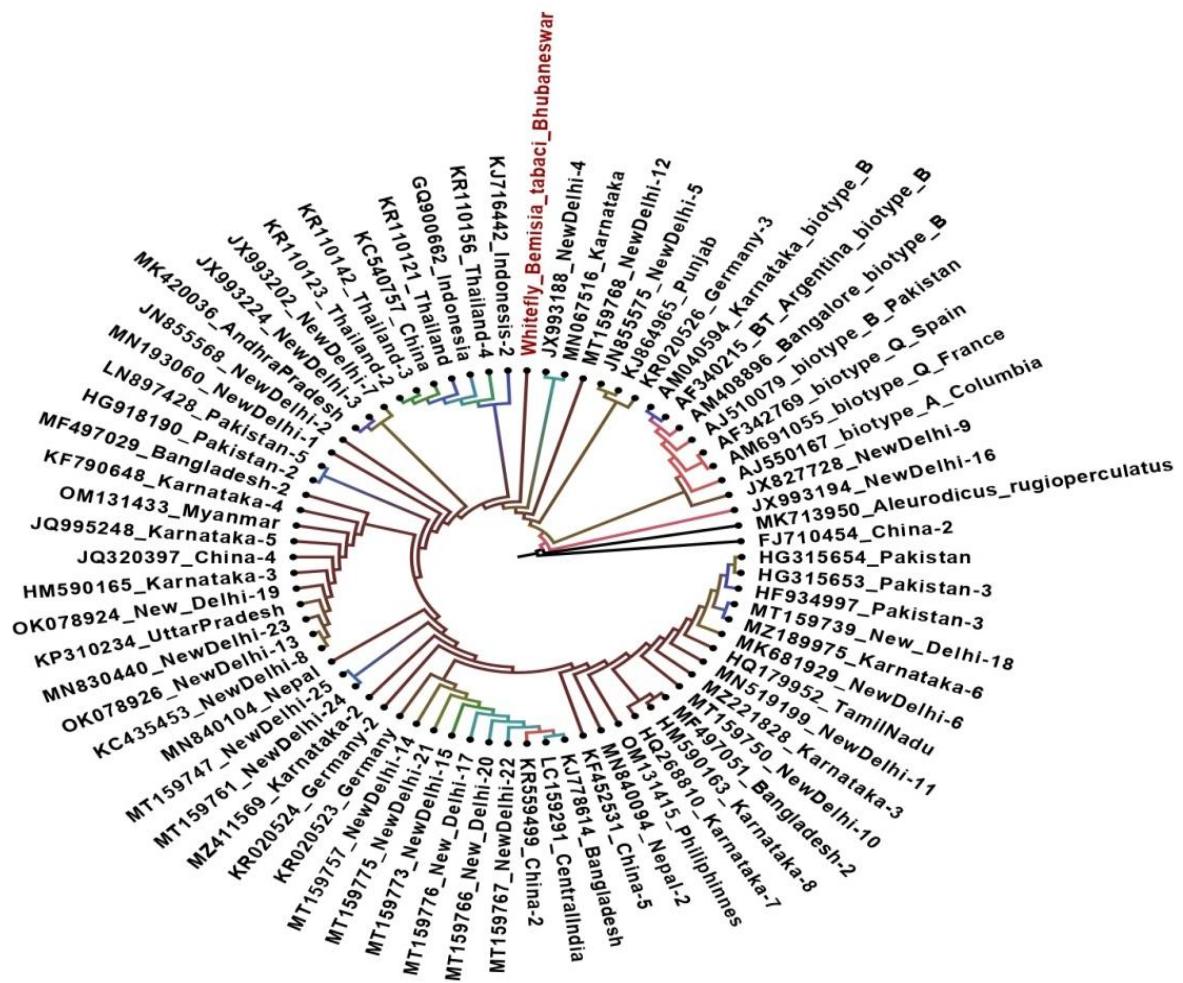 Whitefly_Bemisia_tabaci_Bhubaneswar
JX993188_NewDelhi-4
MN067516_Karnataka
MT159768_NewDelhi-12
JN855575_NewDelhi-5
KJ864965_Punjab
KR020526_Germany-3
AM040594_Karnataka_biotype_B
AF340215_BT_Argentina_biotype_B
AM408896_Bangalore_biotype_B
AJ510079_biotype_B_Pakistan
AF342769_biotype_Q_Spain
AM691055_biotype_Q_France
AJ550167_biotype_A_Columbia
JX827728_NewDelhi-9
JX993194_NewDelhi-16
MK713950_Aleurodicus_rugioperculatus
FJ710454_China-2
HG315654_Pakistan
HG315653_Pakistan-3
HF934997_Pakistan-3
MT159739_New_Delhi-18
MZ189975_Karnataka-6
MK681929_NewDelhi-6
HQ179952_TamilNadu
MN519199_NewDelhi-11
MZ221828_Karnataka-3
MT159750_NewDelhi-10
MF497051_Bangladesh-2
HM590163_Karnataka-8
HQ268810_Karnataka-7
OM131415_Philiphinnes
MN840094_Nepal-2
KF452531_China-5
KJ778614_Bangladesh
LC159291_CentralIndia
KR559499_China-2
MT159767_NewDelhi-22
MT159766_New_Delhi-20
MT159776_New_Delhi-17
MT159773_NewDelhi-15
MT159775_NewDelhi-21
MT159757_NewDelhi-14
KR020523_Germany
KR020524_Germany-2
MZ411569_Karnataka-2
MT159761_NewDelhi-24
MT159747_NewDelhi-25
MN840104_Nepal
KC435453_NewDelhi-8
OK078926_NewDelhi-13
MN830440_NewDelhi-23
KP310234_UttarPradesh
OK078924_New_Delhi-19
HM590165_Karnataka-3
JQ320397_China-4
JQ995248_Karnataka-5
OM131433_Myanmar
KF790648_Karnataka-4
MF497029_Bangladesh-2
HG918190_Pakistan-2
LN897428_Pakistan-5
MN193060_NewDelhi-1
JN855568_NewDelhi-2
MK420036_AndhraPradesh
JX993224_NewDelhi-3
JX993202_NewDelhi-7
KR110123_Thailand-2
KR110142_Thailand-3
KC540757_China
KR110121_Thailand
GQ900662_Indonesia
KR110156_Thailand-4
KJ716442_Indonesis-2